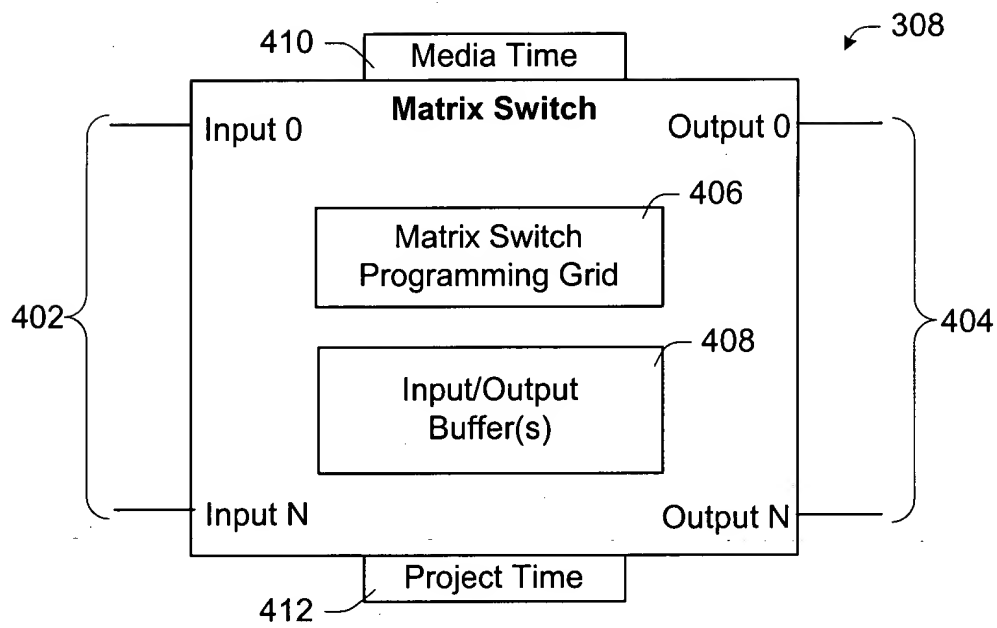 308
410
Media Time
Matrix Switch
Input 0
Output 0
406
Matrix Switch
Programming Grid
402
404
408
Input/Output
Buffer(s)
Input N
Output N
Project Time
412